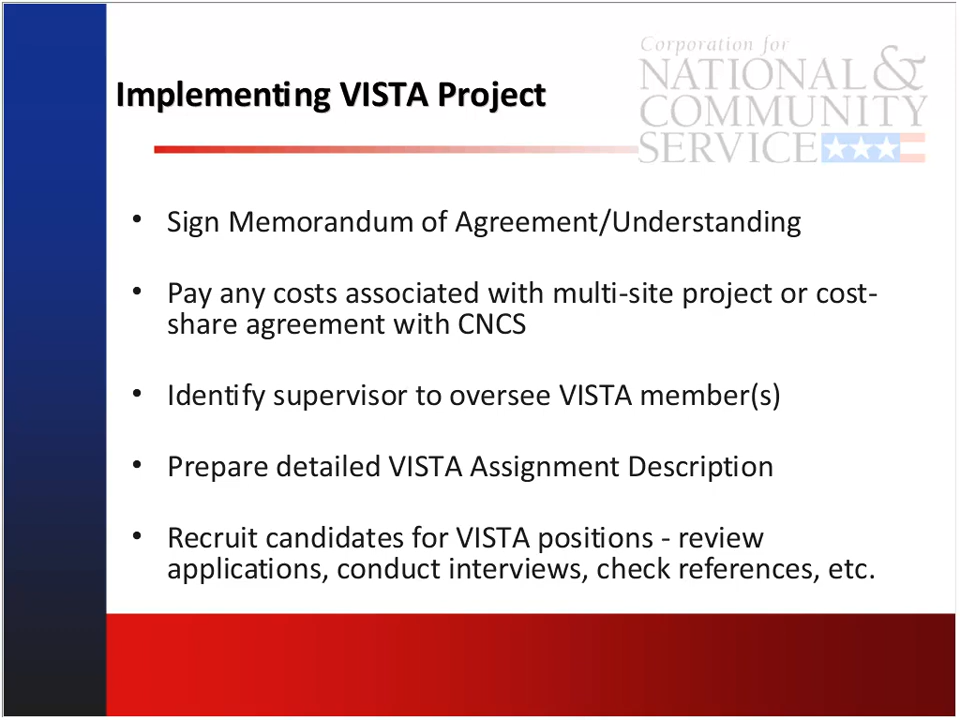 Corporation for
NATIONAL &
COMMUNITY
SERVICE
Implementing VISTA Project
• Sign Memorandum of Agreement/Understanding
• Pay any costs associated with multi-site project or cost-
share agreement with CNCS
• Identify supervisor to oversee VISTA member(s)
• Prepare detailed VISTA Assignment Description
• Recruit candidates for VISTA positions - review
applications, conduct interviews, check references, etc.